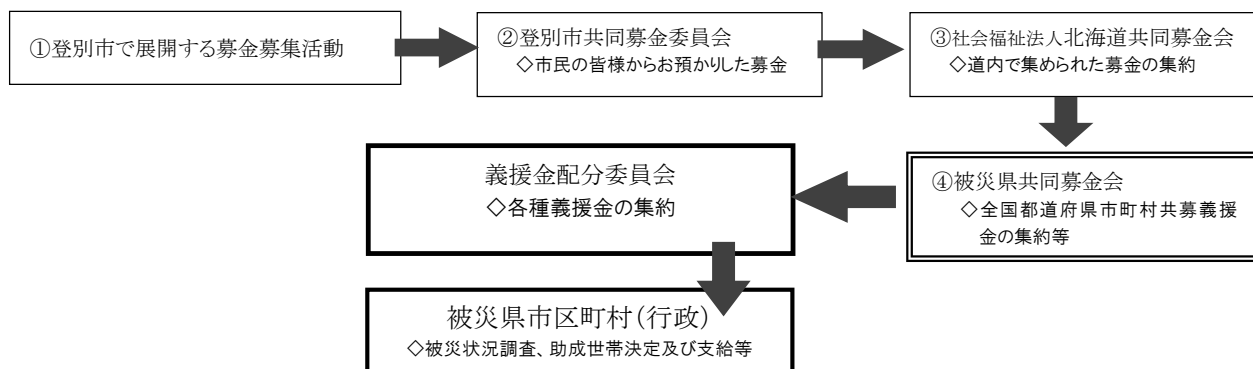 ①登別市で展開する募金募集活動
②登別市共同募金委員会
◇市民の皆様からお預かりした募金
③社会福祉法人北海道共同募金会
◇道内で集められた募金の集約
④被災県共同募金会
◇全国都道府県市町村共募義援
金の集約等
義援金配分委員会
◇各種義援金の集約
被災県市区町村(行政)
◇被災状況調査、助成世帯決定及び支給等